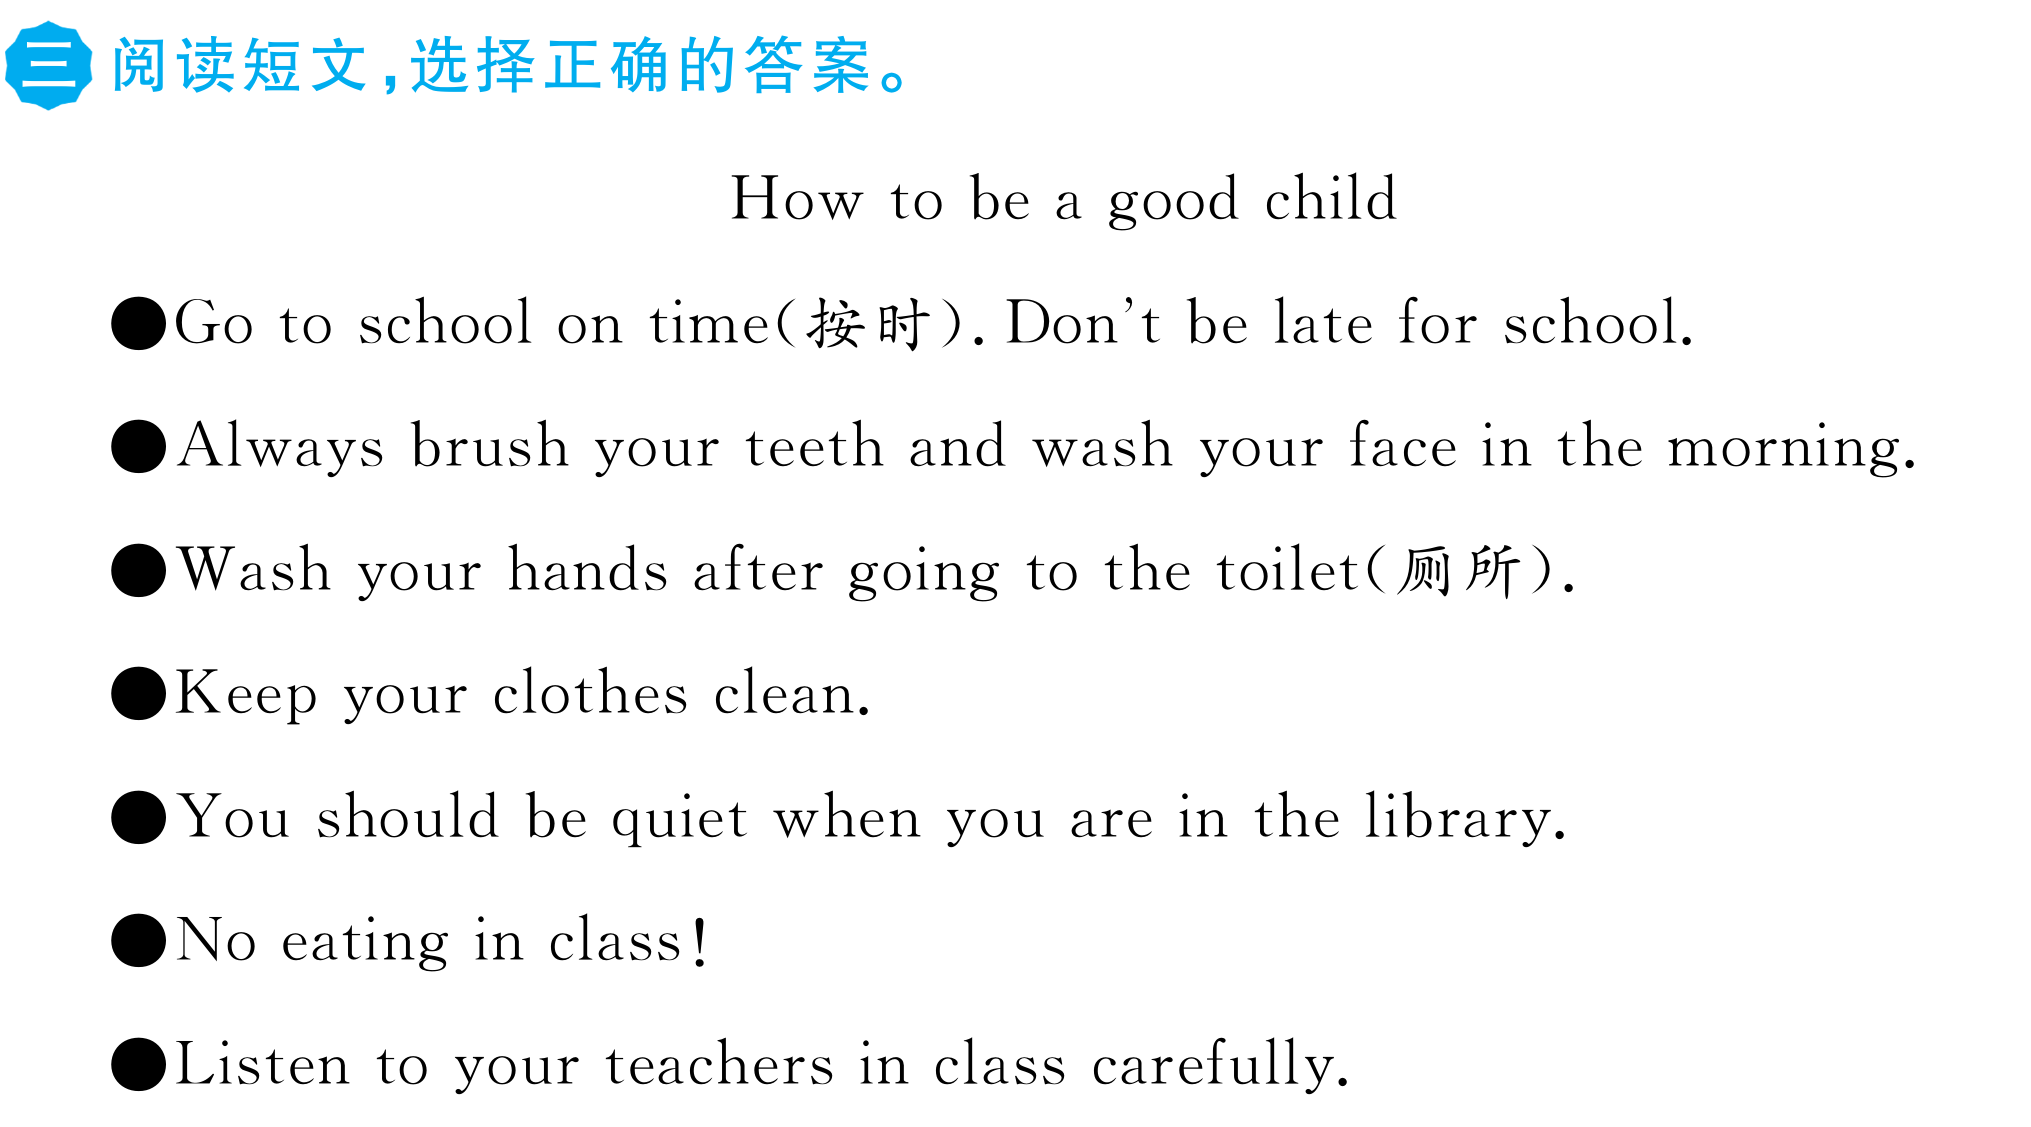 三 阅读短文,选择正确的答案。
How to be a good child
●Go to school on time(按时). Don't be late for school.
●Always brush your teeth and wash your face in the morning.
●Wash your hands after going to the toilet(厕所).
●Keep your clothes clean.
●You should be quiet when you are in the library.
●No eating in class!
●Listen to your teachers in class carefully.